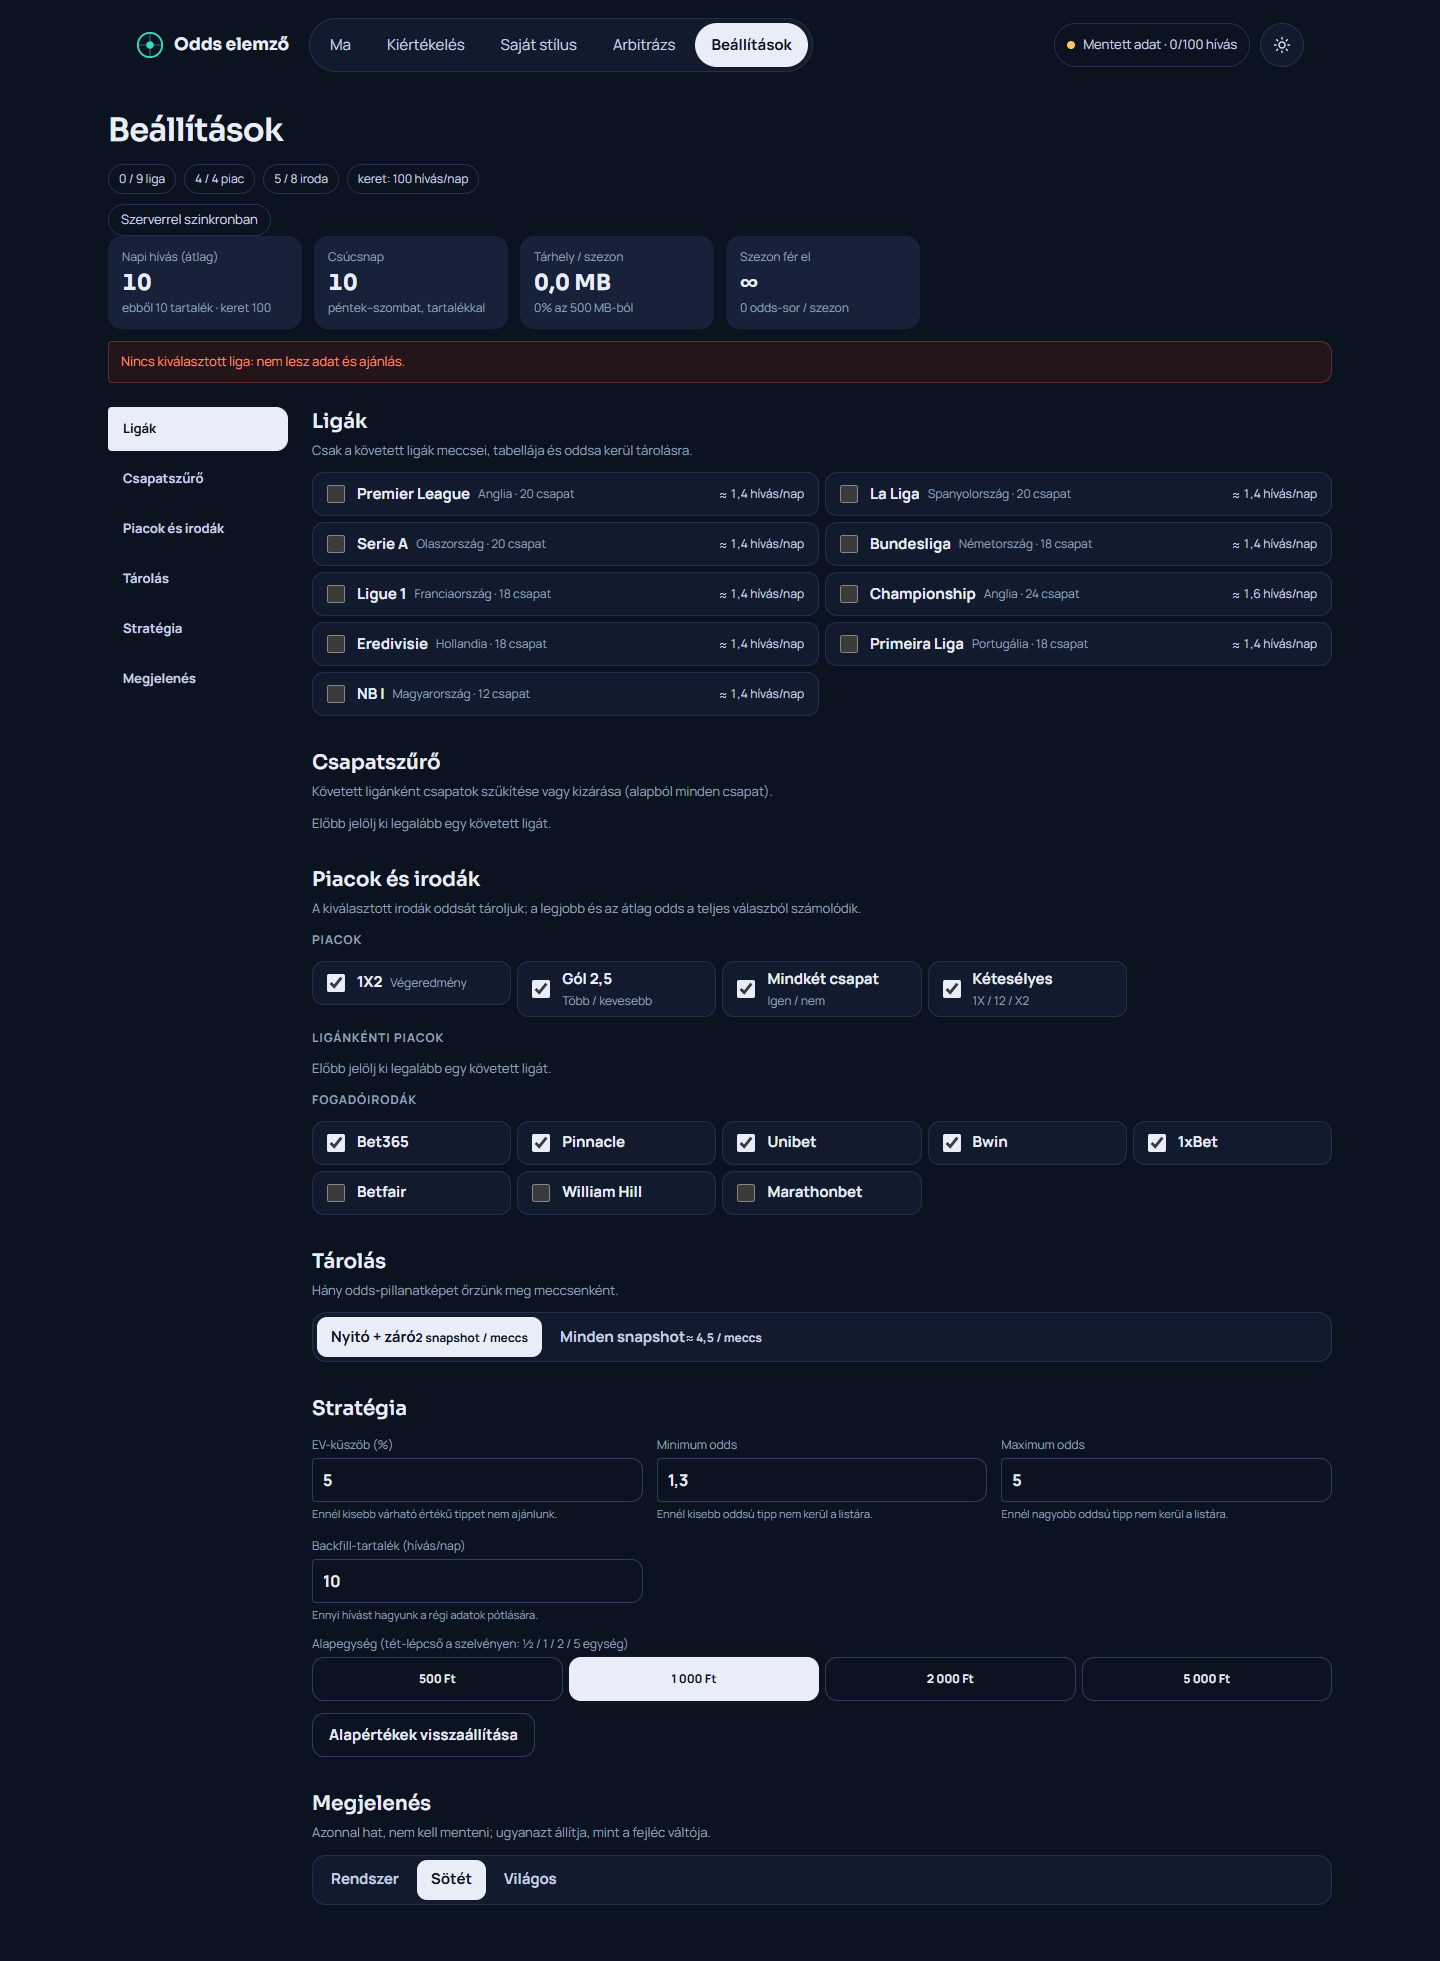 Odds elemző
Ma
Kiértékelés
Saját stílus
Arbitrázs
Beállítások
Mentett adat · 0/100 hívás
Beállítások
0 / 9 liga
4 / 4 piac
5 / 8 iroda
keret: 100 hívás/nap
Szerverrel szinkronban
Napi hívás (átlag)
10
ebből 10 tartalék · keret 100
Csúcsnap
10
péntek–szombat, tartalékkal
Tárhely / szezon
0,0 MB
0% az 500 MB-ból
Szezon fér el
∞
0 odds-sor / szezon
Nincs kiválasztott liga: nem lesz adat és ajánlás.
Ligák
Csapatszűrő
Piacok és irodák
Tárolás
Stratégia
Megjelenés
Ligák
Csak a követett ligák meccsei, tabellája és oddsa kerül tárolásra.
Premier League Anglia · 20 csapat ≈ 1,4 hívás/nap
La Liga Spanyolország · 20 csapat ≈ 1,4 hívás/nap
Serie A Olaszország · 20 csapat ≈ 1,4 hívás/nap
Bundesliga Németország · 18 csapat ≈ 1,4 hívás/nap
Ligue 1 Franciaország · 18 csapat ≈ 1,4 hívás/nap
Championship Anglia · 24 csapat ≈ 1,6 hívás/nap
Eredivisie Hollandia · 18 csapat ≈ 1,4 hívás/nap
Primeira Liga Portugália · 18 csapat ≈ 1,4 hívás/nap
NB I Magyarország · 12 csapat ≈ 1,4 hívás/nap
Csapatszűrő
Követett ligánként csapatok szűkítése vagy kizárása (alapból minden csapat).
Előbb jelölj ki legalább egy követett ligát.
Piacok és irodák
A kiválasztott irodák oddsát tároljuk; a legjobb és az átlag odds a teljes válaszból számolódik.
PIACOK
1X2 Végeredmény
Gól 2,5
Több / kevesebb
Mindkét csapat
Igen / nem
Kétesélyes
1X / 12 / X2
LIGÁNKÉNTI PIACOK
Előbb jelölj ki legalább egy követett ligát.
FOGADÓIRODÁK
Bet365
Pinnacle
Unibet
Bwin
1xBet
Betfair
William Hill
Marathonbet
Tárolás
Hány odds-pillanatképet őrzünk meg meccsenként.
Nyitó + záró2 snapshot / meccs
Minden snapshot≈ 4,5 / meccs
Stratégia
EV-küszöb (%)
5
Ennél kisebb várható értékű tippet nem ajánlunk.
Minimum odds
1,3
Ennél kisebb oddsú tipp nem kerül a listára.
Maximum odds
5
Ennél nagyobb oddsú tipp nem kerül a listára.
Backfill-tartalék (hívás/nap)
10
Ennyi hívást hagyunk a régi adatok pótlására.
Alapegység (tét-lépcső a szelvényen: ½ / 1 / 2 / 5 egység)
500 Ft
1 000 Ft
2 000 Ft
5 000 Ft
Alapértékek visszaállítása
Megjelenés
Azonnal hat, nem kell menteni; ugyanazt állítja, mint a fejléc váltója.
Rendszer
Sötét
Világos